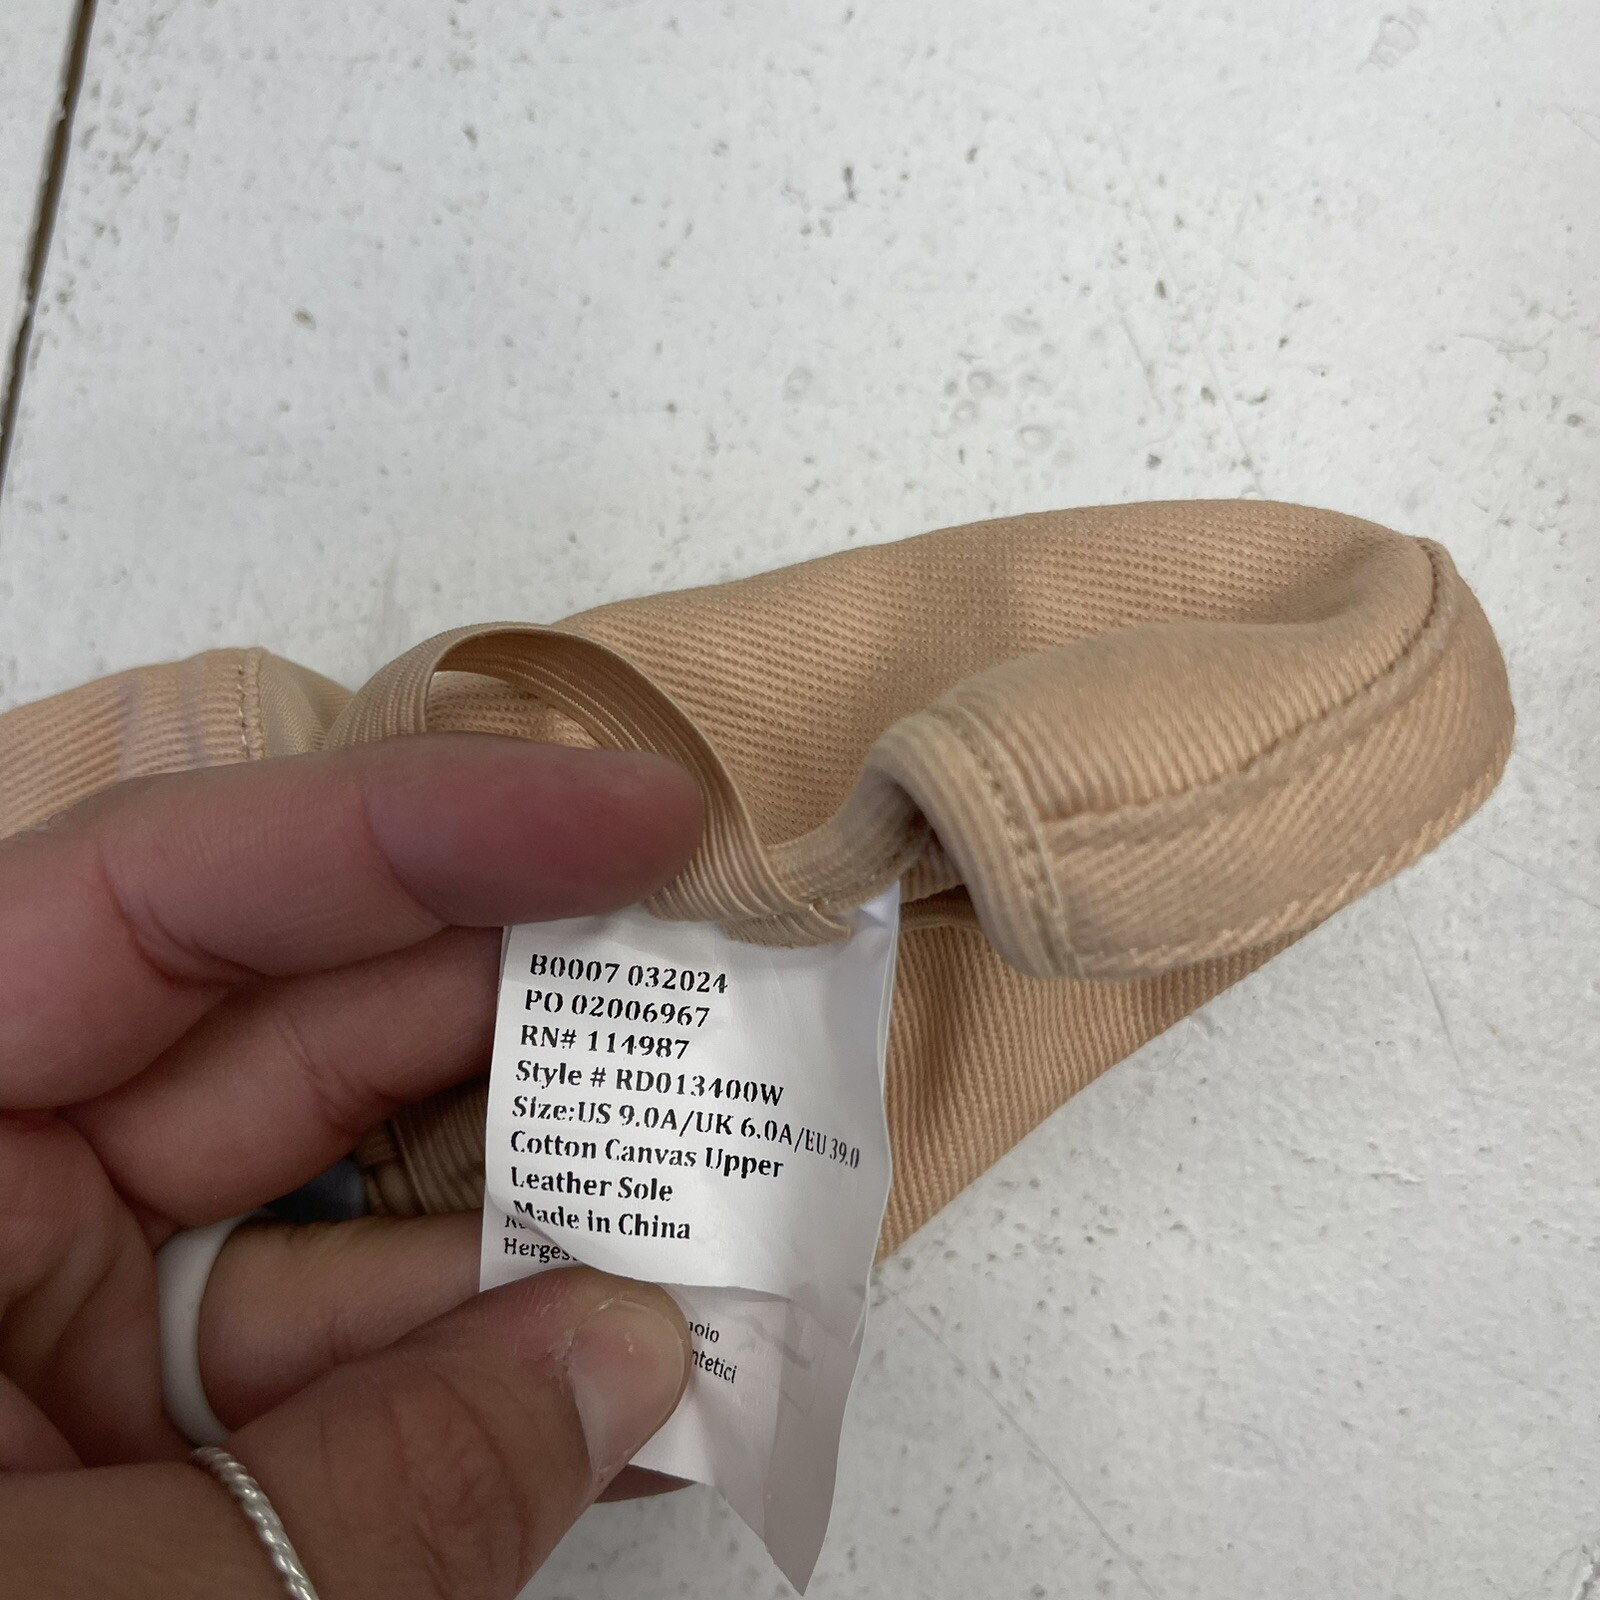 B0007 032024
PO 02006967
RN# 114987
Style # RD013400W
Size:US 9.0A/UK 6.0A/EU 39.0
Cotton Canvas Upper
Leather Sole
Made in China